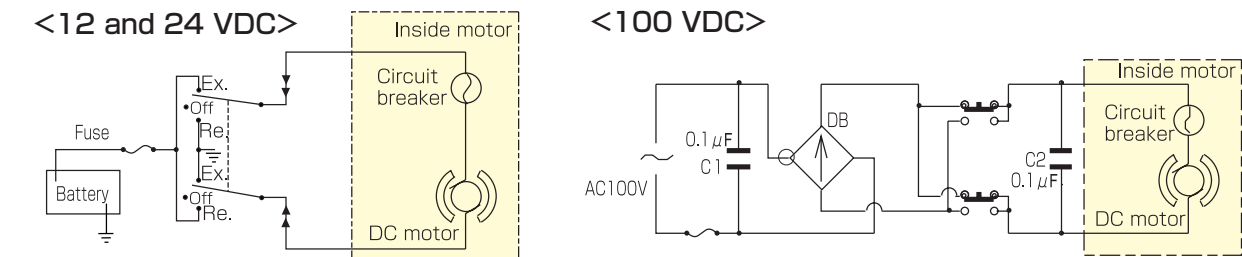 <12 and 24 VDC>
Inside motor
Ex.
Off
Re.
Circuit
breaker
Fuse
Battery
Ex.
Off
Re.
DC motor
<100 VDC>
Inside motor
DB
Circuit
breaker
0.1μF
C1
C2
0.1μF
AC100V
DC motor